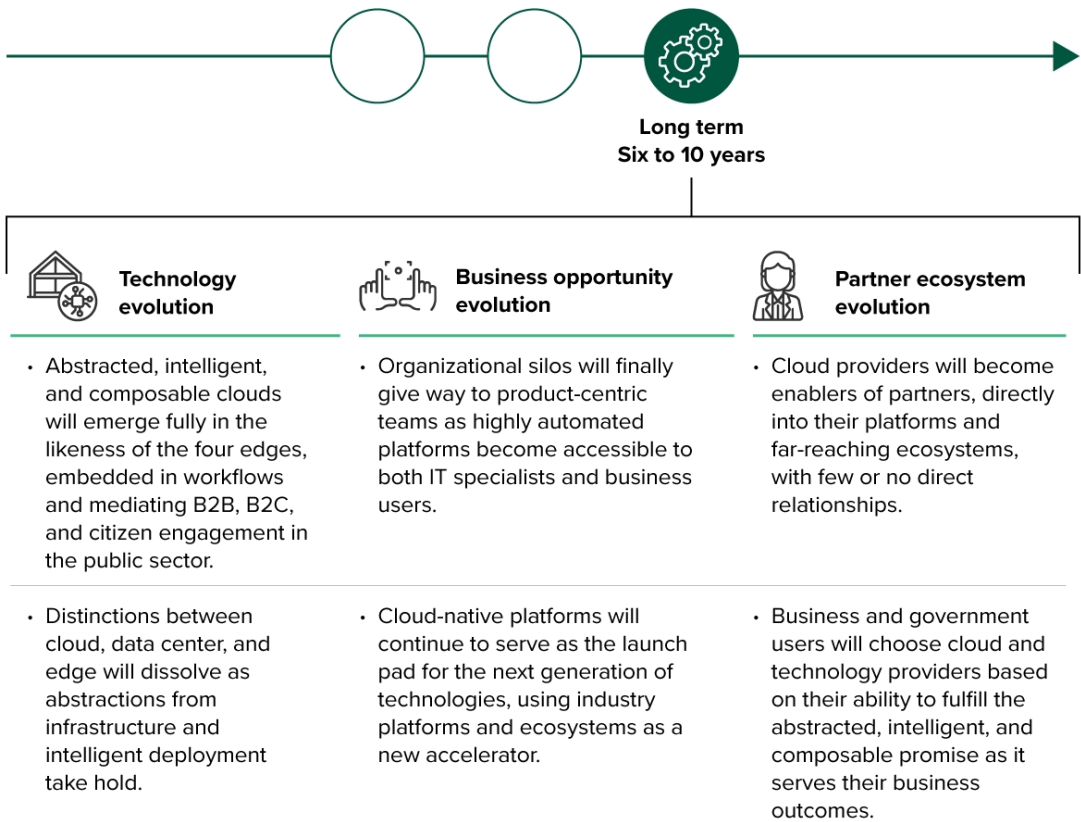 Long term
Six to 10 years
Technology
evolution
• Abstracted, intelligent,
and composable clouds
will emerge fully in the
likeness of the four edges,
embedded in workflows
and mediating B2B, B2C,
and citizen engagement in
the public sector.
• Distinctions between
cloud, data center, and
edge will dissolve as
abstractions from
infrastructure and
intelligent deployment
take hold.
Business opportunity
evolution
• Organizational silos will finally
give way to product-centric
teams as highly automated
platforms become accessible to
both IT specialists and business
users.
• Cloud-native platforms will
continue to serve as the launch
pad for the next generation of
technologies, using industry
platforms and ecosystems as a
new accelerator.
Partner ecosystem
evolution
• Cloud providers will become
enablers of partners, directly
into their platforms and
far-reaching ecosystems,
with few or no direct
relationships.
• Business and government
users will choose cloud and
technology providers based
on their ability to fulfill the
abstracted, intelligent, and
composable promise as it
serves their business
outcomes.